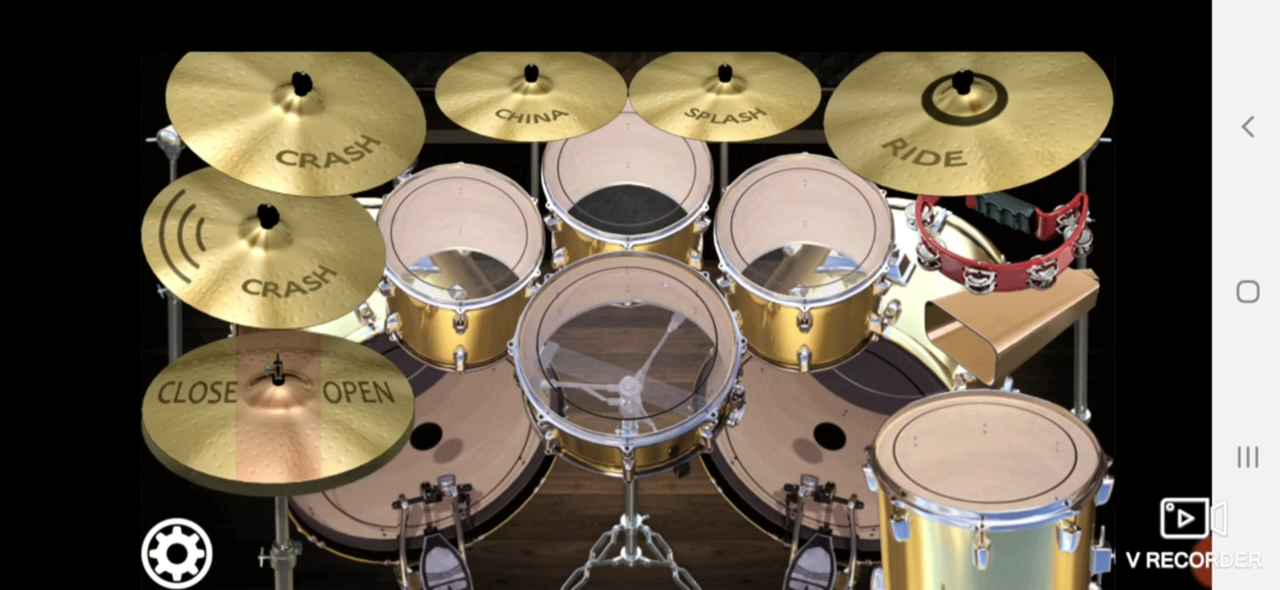 CHINA
SPLASH
CRASH
RIDE
CRASH
CLOSE OPEN
V RECORDER